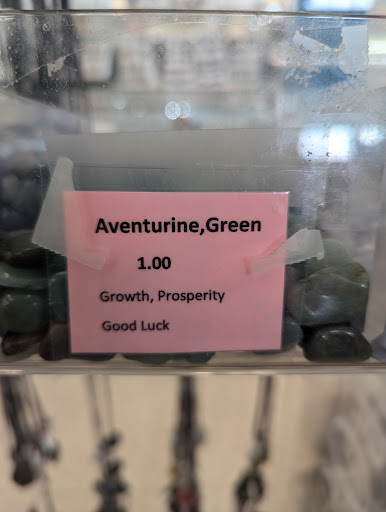 Aventurine,Green
1.00
Growth, Prosperity
Good Luck